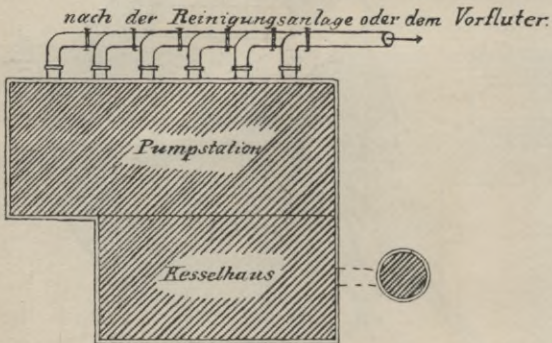 nach der Reinigungsanlage oder dem Vorfluter.
Pumpstation
Kesselhaus